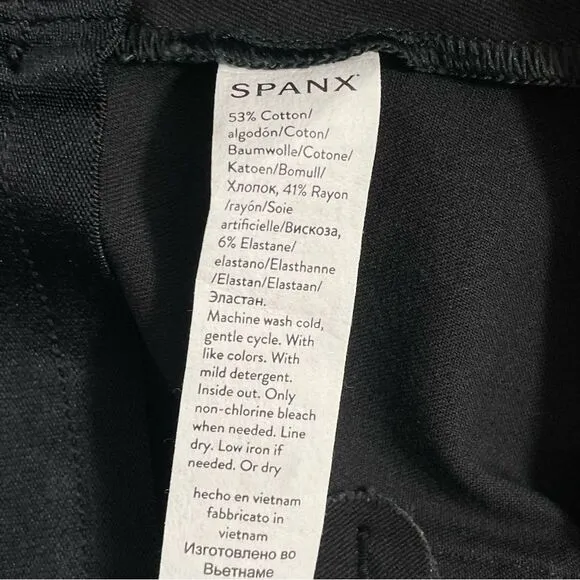 SPANX
53% Cotton/
algodón/Coton/
Baumwolle/Cotone/
Katoen/Bomull/
Хлопок, 41% Rayon
/rayón/Soie
artificielle/Вискоза,
6% Elastane/
elastano/Elasthanne
/Elastan/Elastaan/
Эластан.
Machine wash cold,
gentle cycle. With
like colors. With
mild detergent.
Inside out. Only
non-chlorine bleach
when needed. Line
dry. Low iron if
needed. Or dry
hecho en vietnam
fabbricato in
vietnam
Изготовлено во
Вьетнаме